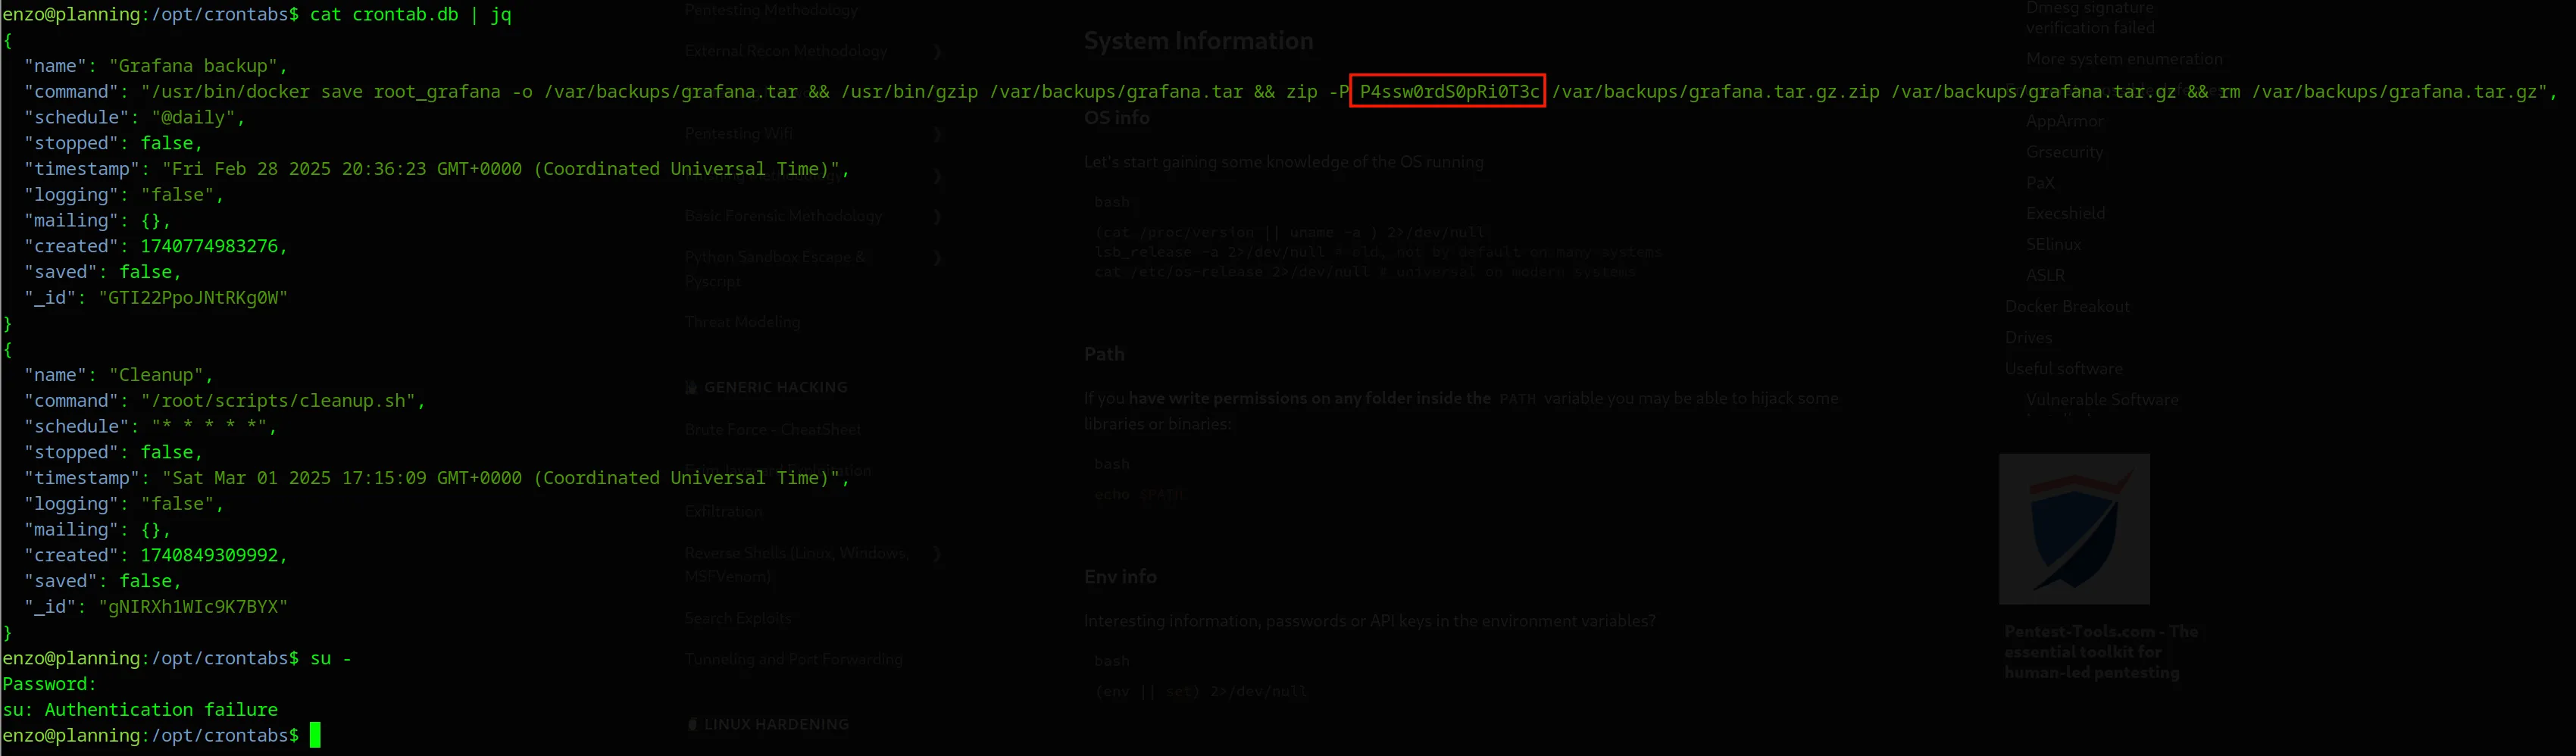 enzo@planning:/opt/crontabs$ cat crontab.db | jq
{
  "name": "Grafana backup",
  "command": "/usr/bin/docker save root_grafana -o /var/backups/grafana.tar && /usr/bin/gzip /var/backups/grafana.tar && zip -P P4ssw0rdS0pRi0T3c /var/backups/grafana.tar.gz.zip /var/backups/grafana.tar.gz && rm /var/backups/grafana.tar.gz",
  "schedule": "@daily",
  "stopped": false,
  "timestamp": "Fri Feb 28 2025 20:36:23 GMT+0000 (Coordinated Universal Time)",
  "logging": "false",
  "mailing": {},
  "created": 1740774983276,
  "saved": false,
  "_id": "GTI22PpoJNtRKg0W"
}
{
  "name": "Cleanup",
  "command": "/root/scripts/cleanup.sh",
  "schedule": "* * * * *",
  "stopped": false,
  "timestamp": "Sat Mar 01 2025 17:15:09 GMT+0000 (Coordinated Universal Time)",
  "logging": "false",
  "mailing": {},
  "created": 1740849309992,
  "saved": false,
  "_id": "gNIRXh1WIc9K7BYX"
}
enzo@planning:/opt/crontabs$ su -
Password:
su: Authentication failure
enzo@planning:/opt/crontabs$
Pentesting Methodology
External Recon Methodology
Pentesting Wifi
Basic Forensic Methodology
Python Sandbox Escape &
Pyscript
Threat Modeling
GENERIC HACKING
Brute Force - CheatSheet
Exfiltration
Reverse Shells (Linux, Windows,
MSFVenom)
Search Exploits
Tunneling and Port Forwarding
LINUX HARDENING
System Information
OS info
Let's start gaining some knowledge of the OS running
bash
(cat /proc/version || uname -a ) 2>/dev/null
lsb_release -a 2>/dev/null # old, not by default on many systems
cat /etc/os-release 2>/dev/null # universal on modern systems
Path
If you have write permissions on any folder inside the PATH variable you may be able to hijack some
libraries or binaries:
bash
echo $PATH
Env info
Interesting information, passwords or API keys in the environment variables?
bash
(env || set) 2>/dev/null
Dmesg signature
verification failed
More system enumeration
AppArmor
Grsecurity
PaX
Execshield
SElinux
ASLR
Docker Breakout
Drives
Useful software
Vulnerable Software
Pentest-Tools.com - The
essential toolkit for
human-led pentesting